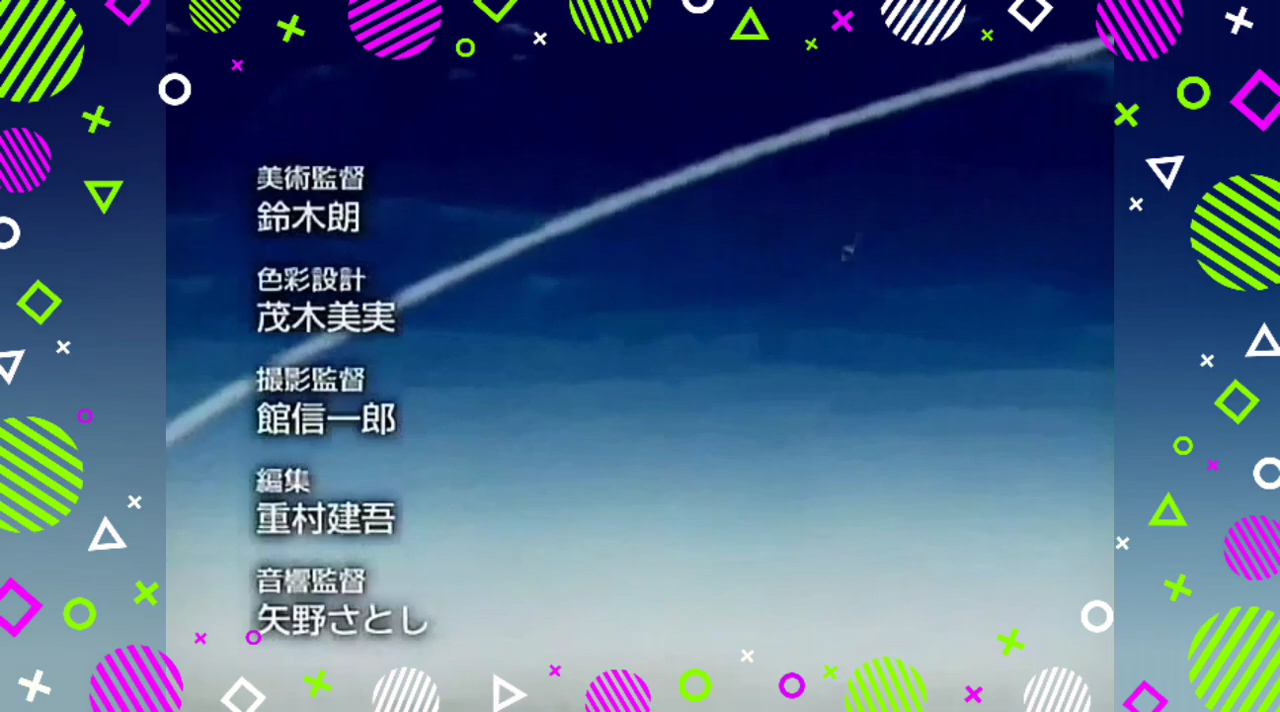 美術監督
鈴木朗
色彩設計
茂木美実
撮影監督
館信一郎
編集
重村建吾
音響監督
矢野さとし